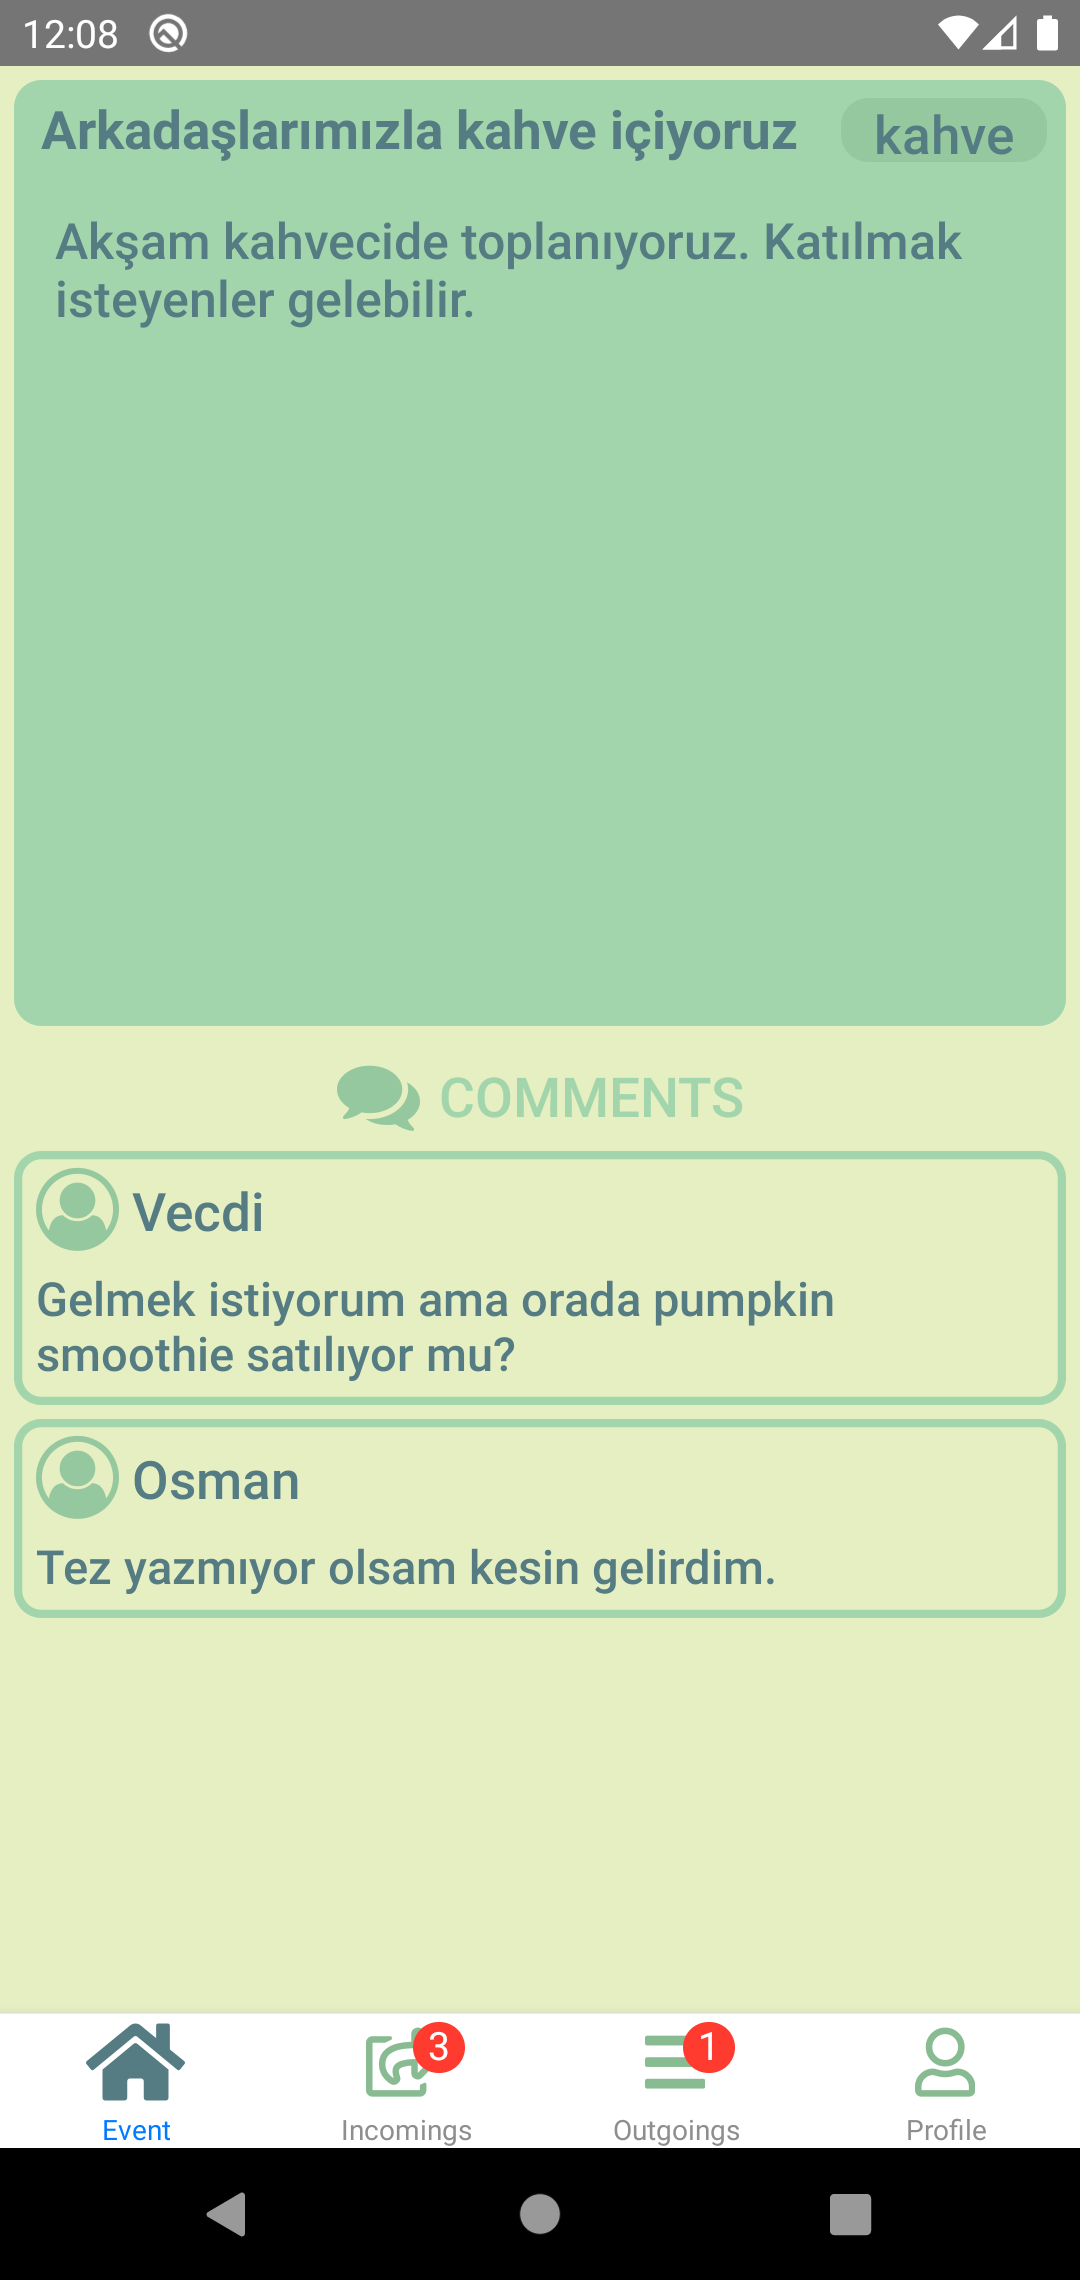 12:08
Arkadaşlarımızla kahve içiyoruz
kahve
Akşam kahvecide toplanıyoruz. Katılmak
isteyenler gelebilir.
COMMENTS
Vecdi
Gelmek istiyorum ama orada pumpkin
smoothie satılıyor mu?
Osman
Tez yazmıyor olsam kesin gelirdim.
3
1
Event
Incomings
Outgoings
Profile